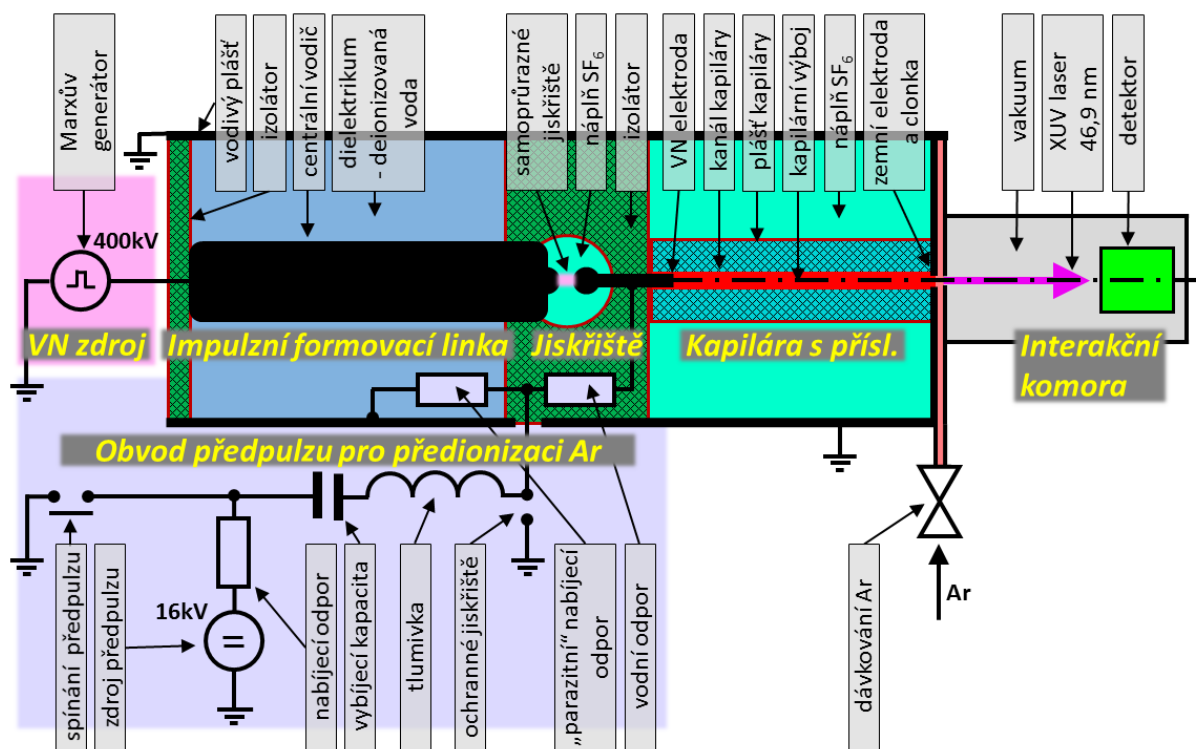 Marxův
generátor
vodivý plášť
izolátor
centrální vodič
dielektrikum
- deionizovaná
voda
samoprůrazné
jiskřiště
náplň SF6
izolátor
VN elektroda
kanál kapiláry
plášť kapiláry
kapilární výboj
náplň SF6
zemní elektroda
a clonka
vakuum
XUV laser
46,9 nm
detektor
400kV
VN zdroj
Impulzní formovací linka
Jiskřiště
Kapilára s přísl.
Interakční
komora
Obvod předpulzu pro předionizaci Ar
16kV
Ar
spínání předpulzu
zdroj předpulzu
nabíjecí odpor
vybíjecí kapacita
tlumivka
ochranné jiskřiště
„parazitní“ nabíjecí
odpor
vodní odpor
dávkování Ar